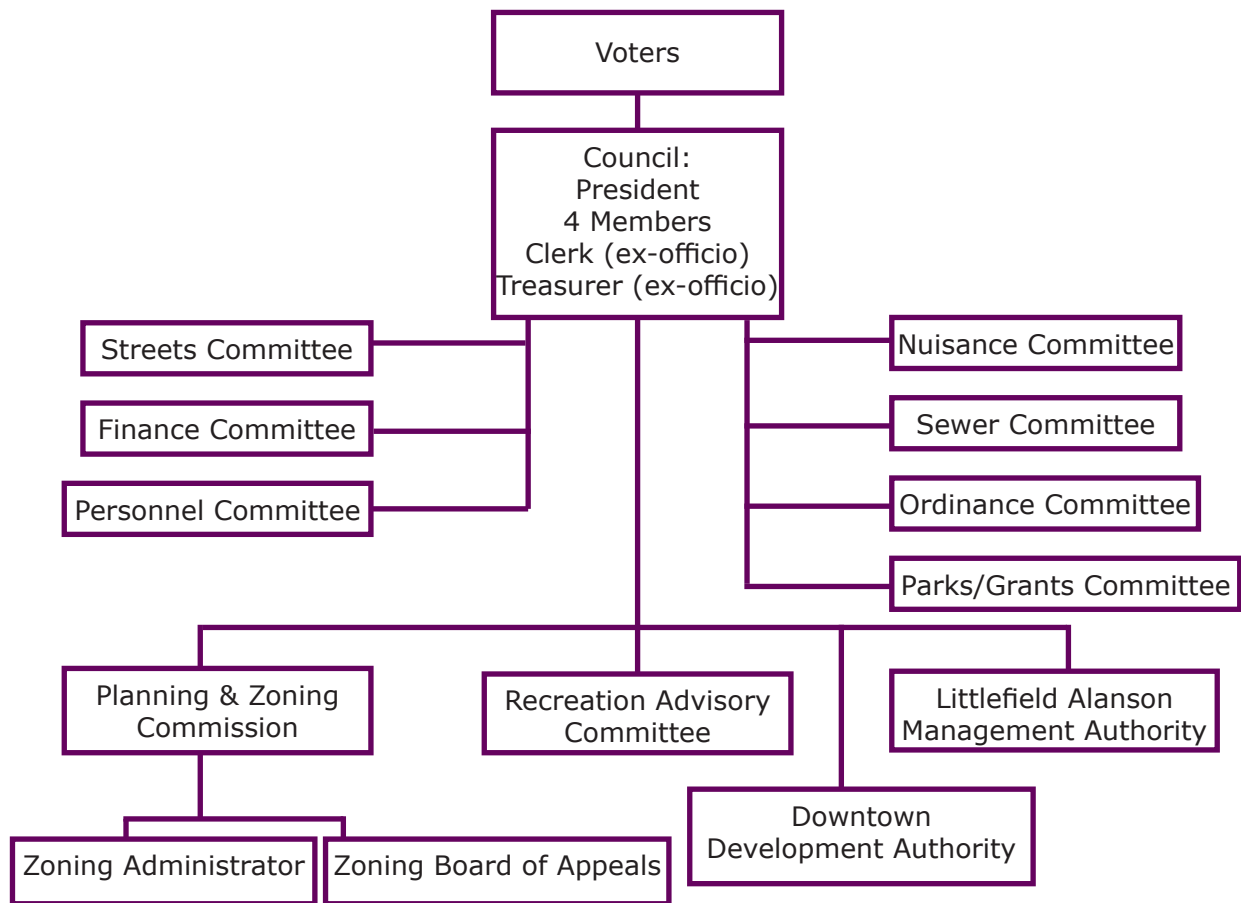 Voters
Council:
President
4 Members
Clerk (ex-officio)
Treasurer (ex-officio)
Streets Committee
Finance Committee
Personnel Committee
Nuisance Committee
Sewer Committee
Ordinance Committee
Parks/Grants Committee
Planning & Zoning
Commission
Recreation Advisory
Committee
Littlefield Alanson
Management Authority
Downtown
Development Authority
Zoning Administrator
Zoning Board of Appeals